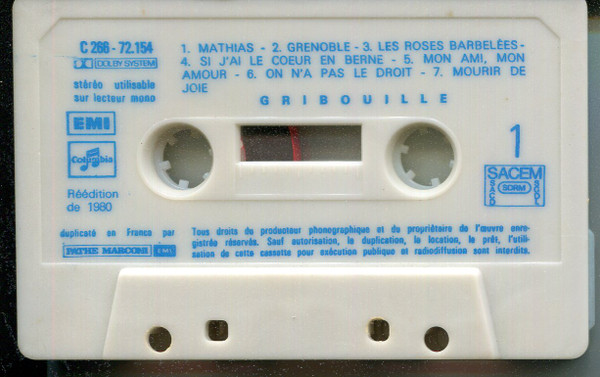 C 266 - 72.154
DOLBY SYSTEM
stéréo utilisable
sur lecteur mono
EMI
Columbia
Réédition
de 1980
1. MATHIAS - 2. GRENOBLE - 3. LES ROSES BARBELÉES -
4. SI J'AI LE COEUR EN BERNE - 5. MON AMI, MON
AMOUR - 6. ON N'A PAS LE DROIT - 7. MOURIR DE
JOIE
GRIBOUILLE
1
SACEM
SDRM
SACD
SGDL
dupliqué en France par
PATHE MARCONI EMI
Tous droits du producteur phonographique et du propriétaire de l'œuvre enre-
gistrée réservés. Sauf autorisation, la duplication, la location, le prêt, l'utili-
sation de cette cassette pour exécution publique et radiodiffusion sont interdits.